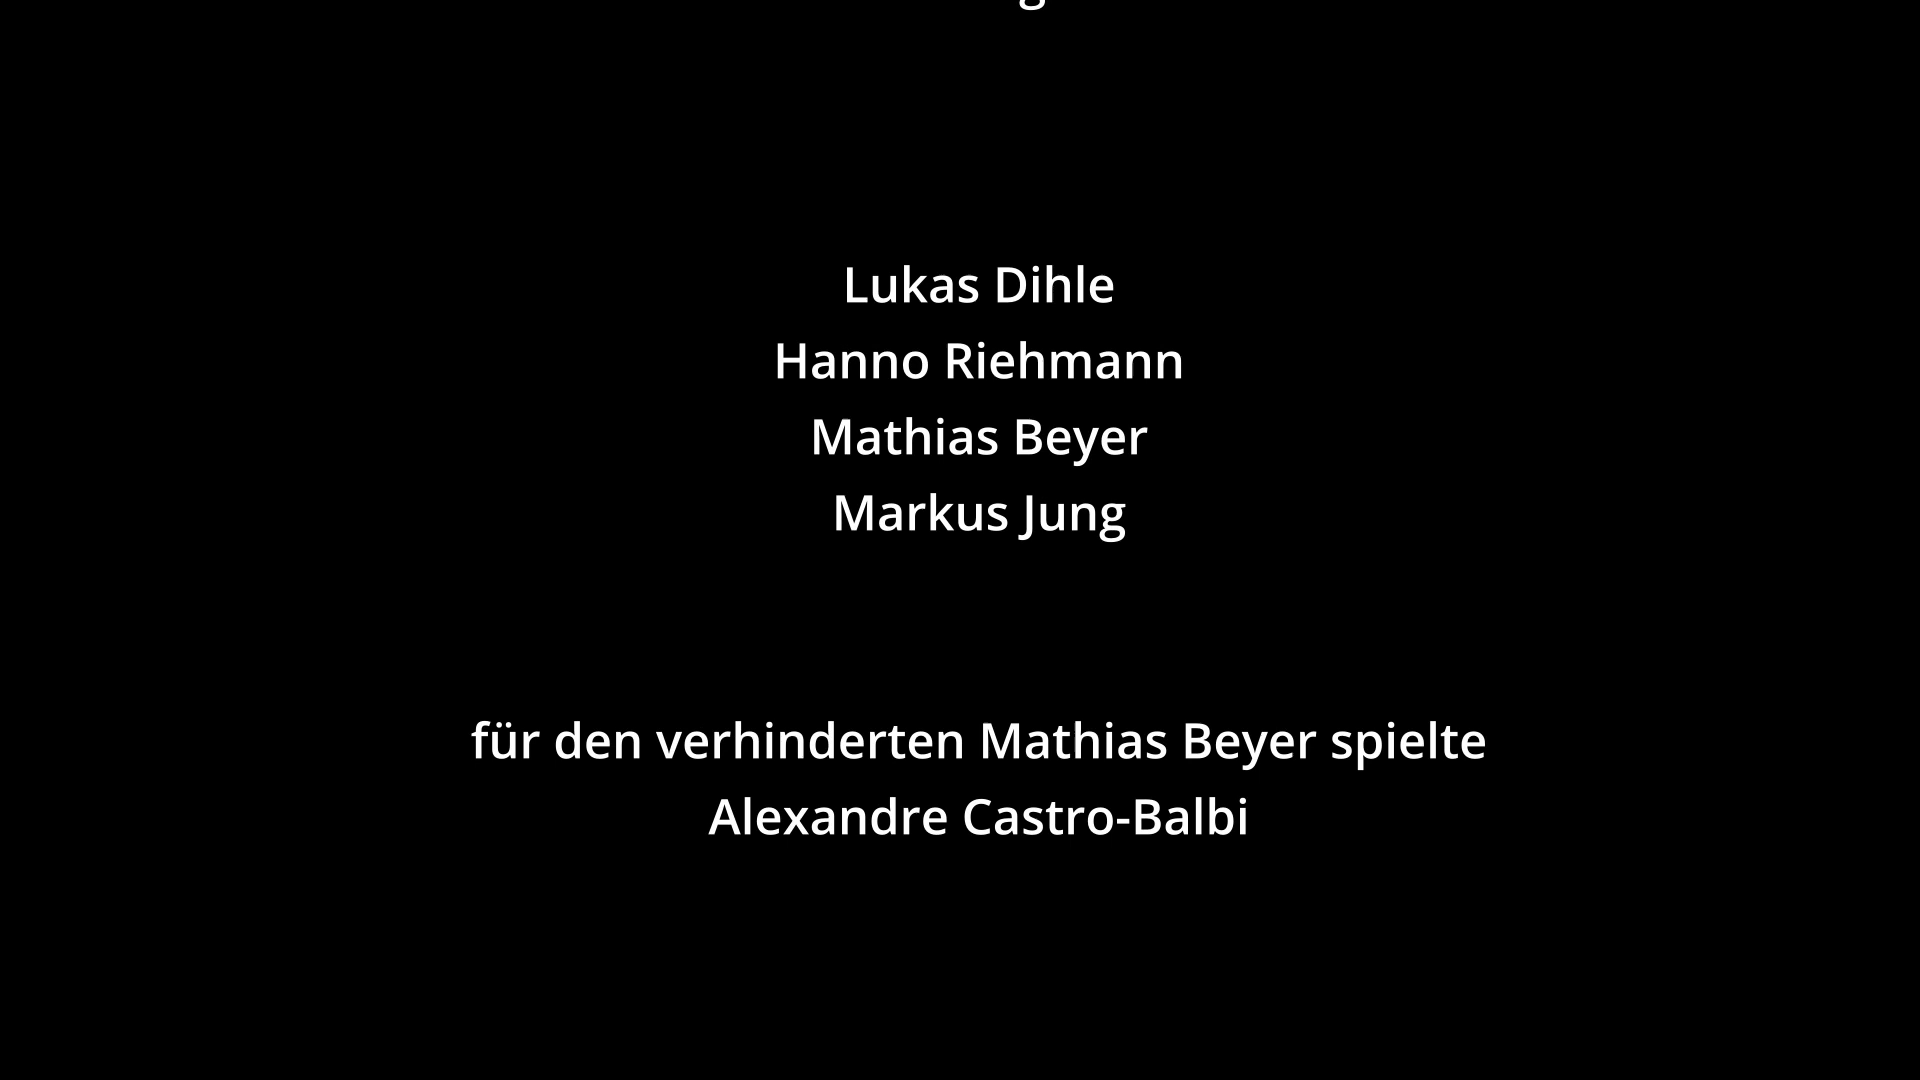 Lukas Dihle
Hanno Riehmann
Mathias Beyer
Markus Jung
für den verhinderten Mathias Beyer spielte
Alexandre Castro-Balbi